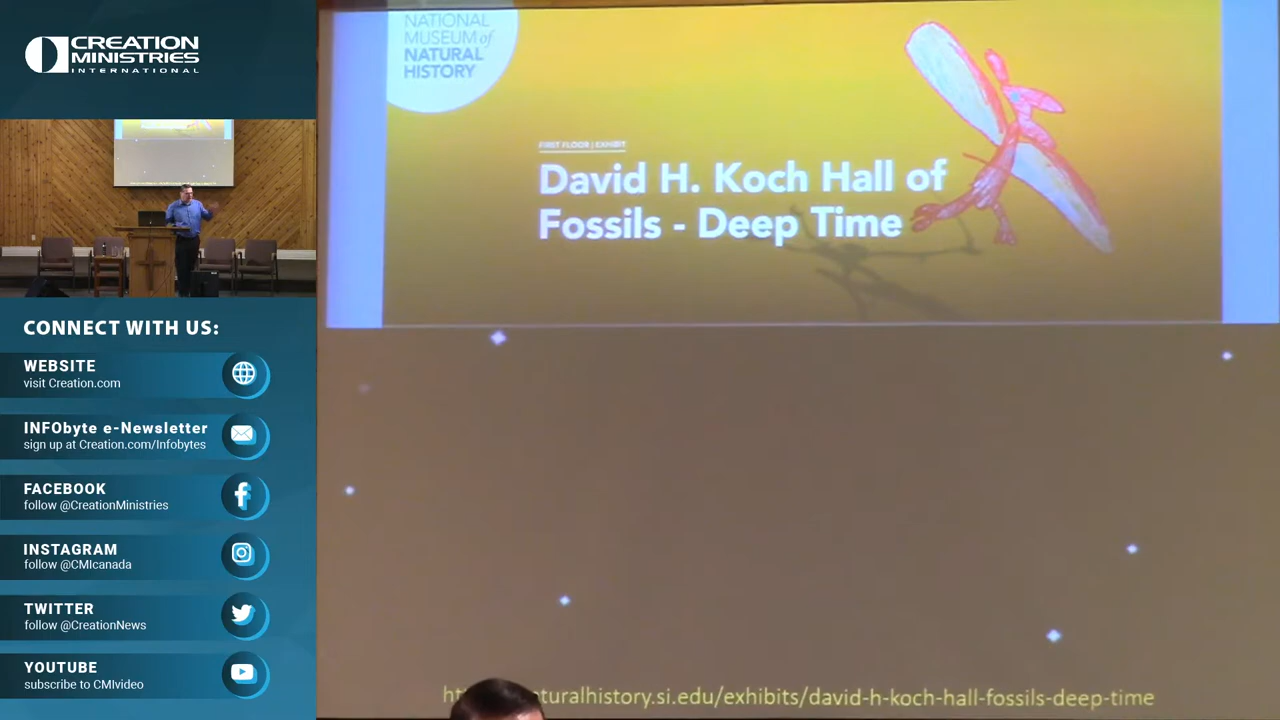 CREATION
MINISTRIES
INTERNATIONAL
CONNECT WITH US:
WEBSITE
visit Creation.com
INFObyte e-Newsletter
sign up at Creation.com/Infobytes
FACEBOOK
follow @CreationMinistries
INSTAGRAM
follow @CMIcanada
TWITTER
follow @CreationNews
YOUTUBE
subscribe to CMIvideo
NATIONAL
MUSEUM of
NATURAL
HISTORY
FIRST FLOOR | EXHIBIT
David H. Koch Hall of
Fossils - Deep Time
turalhistory.si.edu/exhibits/david-h-koch-hall-fossils-deep-time